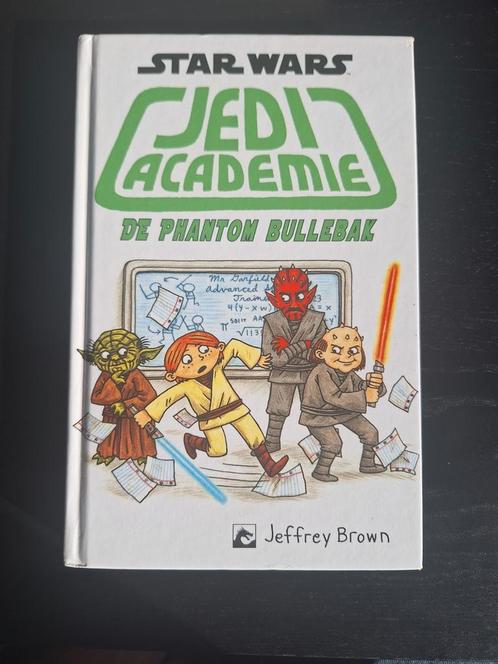 STAR WARS
JEDI
ACADEMIE
DE PHANTOM BULLEBAK
Mr Garfield
Advanced
Jeffrey Brown